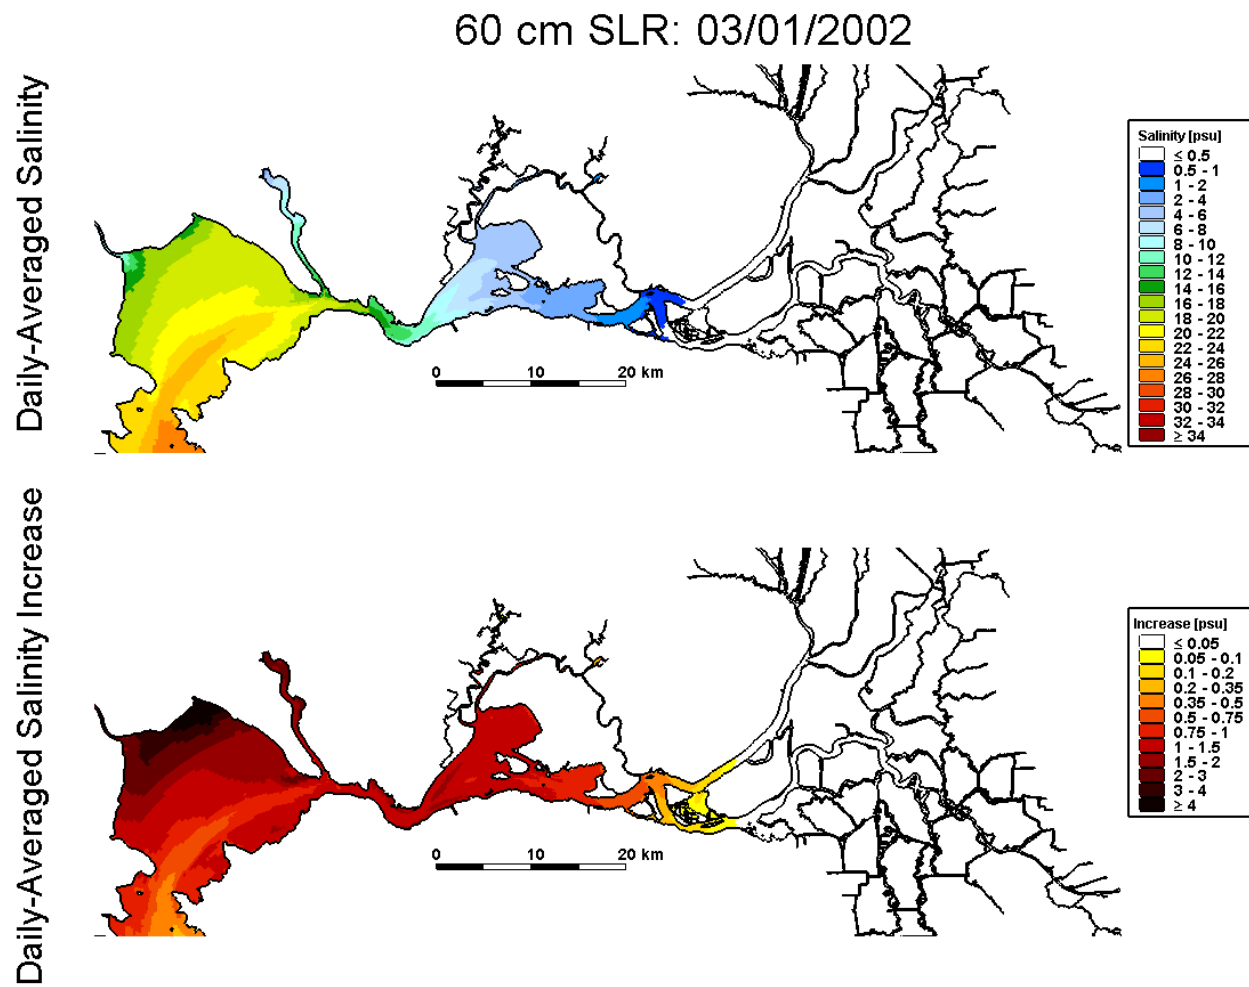 60 cm SLR: 03/01/2002
Daily-Averaged Salinity
Salinity [psu]
≤ 0.5
0.5 - 1
1 - 2
2 - 4
4 - 6
6 - 8
8 - 10
10 - 12
12 - 14
14 - 16
16 - 18
18 - 20
20 - 22
22 - 24
24 - 26
26 - 28
28 - 30
30 - 32
32 - 34
≥ 34
0 10 20 km
Daily-Averaged Salinity Increase
Increase [psu]
≤ 0.05
0.05 - 0.1
0.1 - 0.2
0.2 - 0.35
0.35 - 0.5
0.5 - 0.75
0.75 - 1
1 - 1.5
1.5 - 2
2 - 3
3 - 4
≥ 4
0 10 20 km